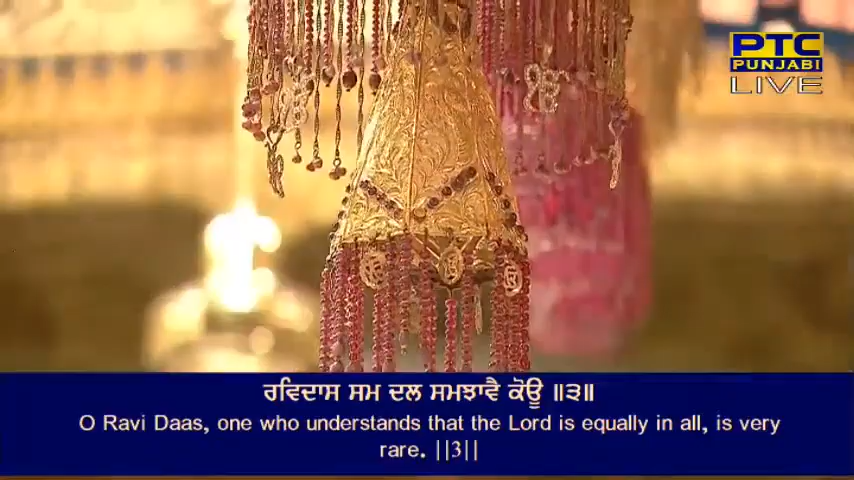 PTC
PUNJABI
LIVE
ਰਵਿਦਾਸ ਸਮ ਦਲ ਸਮਝਾਵੈ ਕੋਊ ॥੩॥
O Ravi Daas, one who understands that the Lord is equally in all, is very
rare. ||3||